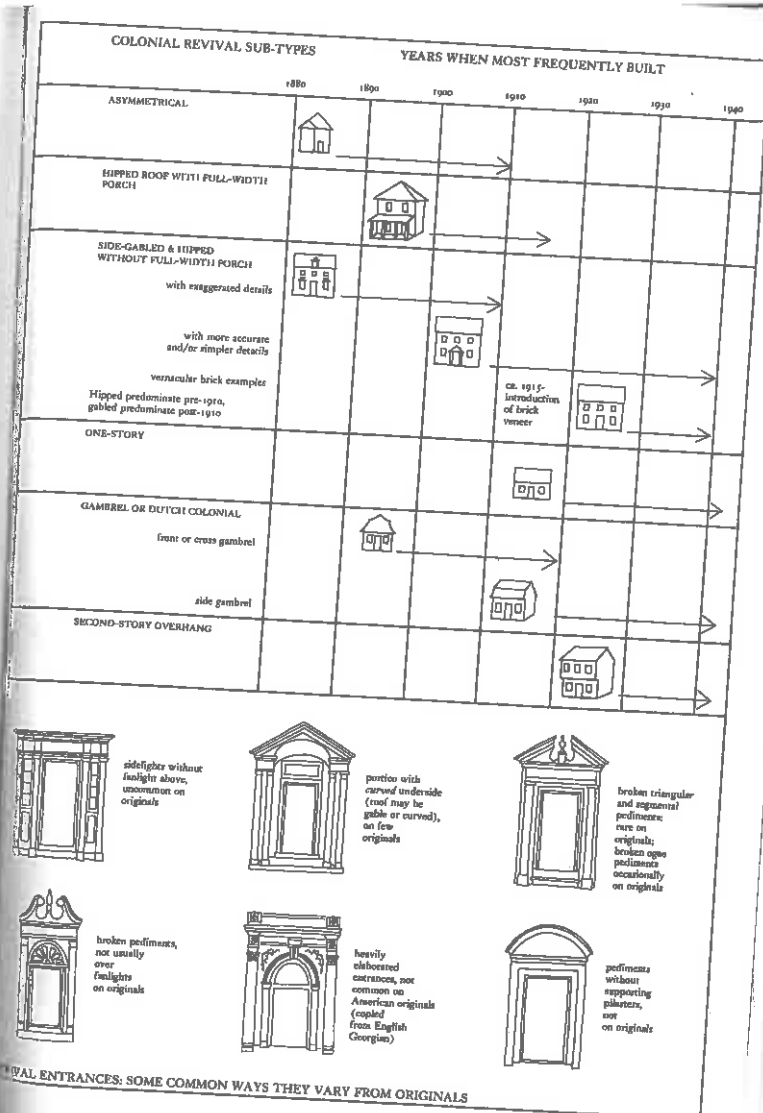 COLONIAL REVIVAL SUB-TYPES
YEARS WHEN MOST FREQUENTLY BUILT
1880 1890 1900 1910 1920 1930 1940
ASYMMETRICAL
HIPPED ROOF WITH FULL-WIDTH
PORCH
SIDE-GABLED & HIPPED
WITHOUT FULL-WIDTH PORCH
with exaggerated details
with more accurate
and/or simpler details
vernacular brick examples
Hipped predominate pre-1910,
gabled predominate post-1910
ca. 1915-
introduction
of brick
veneer
ONE-STORY
GAMBREL OR DUTCH COLONIAL
front or cross gambrel
side gambrel
SECOND-STORY OVERHANG
sidelights without
fanlight above,
uncommon on
originals
portico with
curved underside
(roof may be
gable or curved),
on few
originals
broken triangular
and segmental
pediments;
rare on
originals;
broken ogee
pediments
occasionally
on originals
broken pediments,
not usually
over
fanlights
on originals
heavily
elaborated
entrances, not
common on
American originals
(copied
from English
Georgian)
pediments
without
supporting
pilasters,
not
on originals
VAL ENTRANCES: SOME COMMON WAYS THEY VARY FROM ORIGINALS